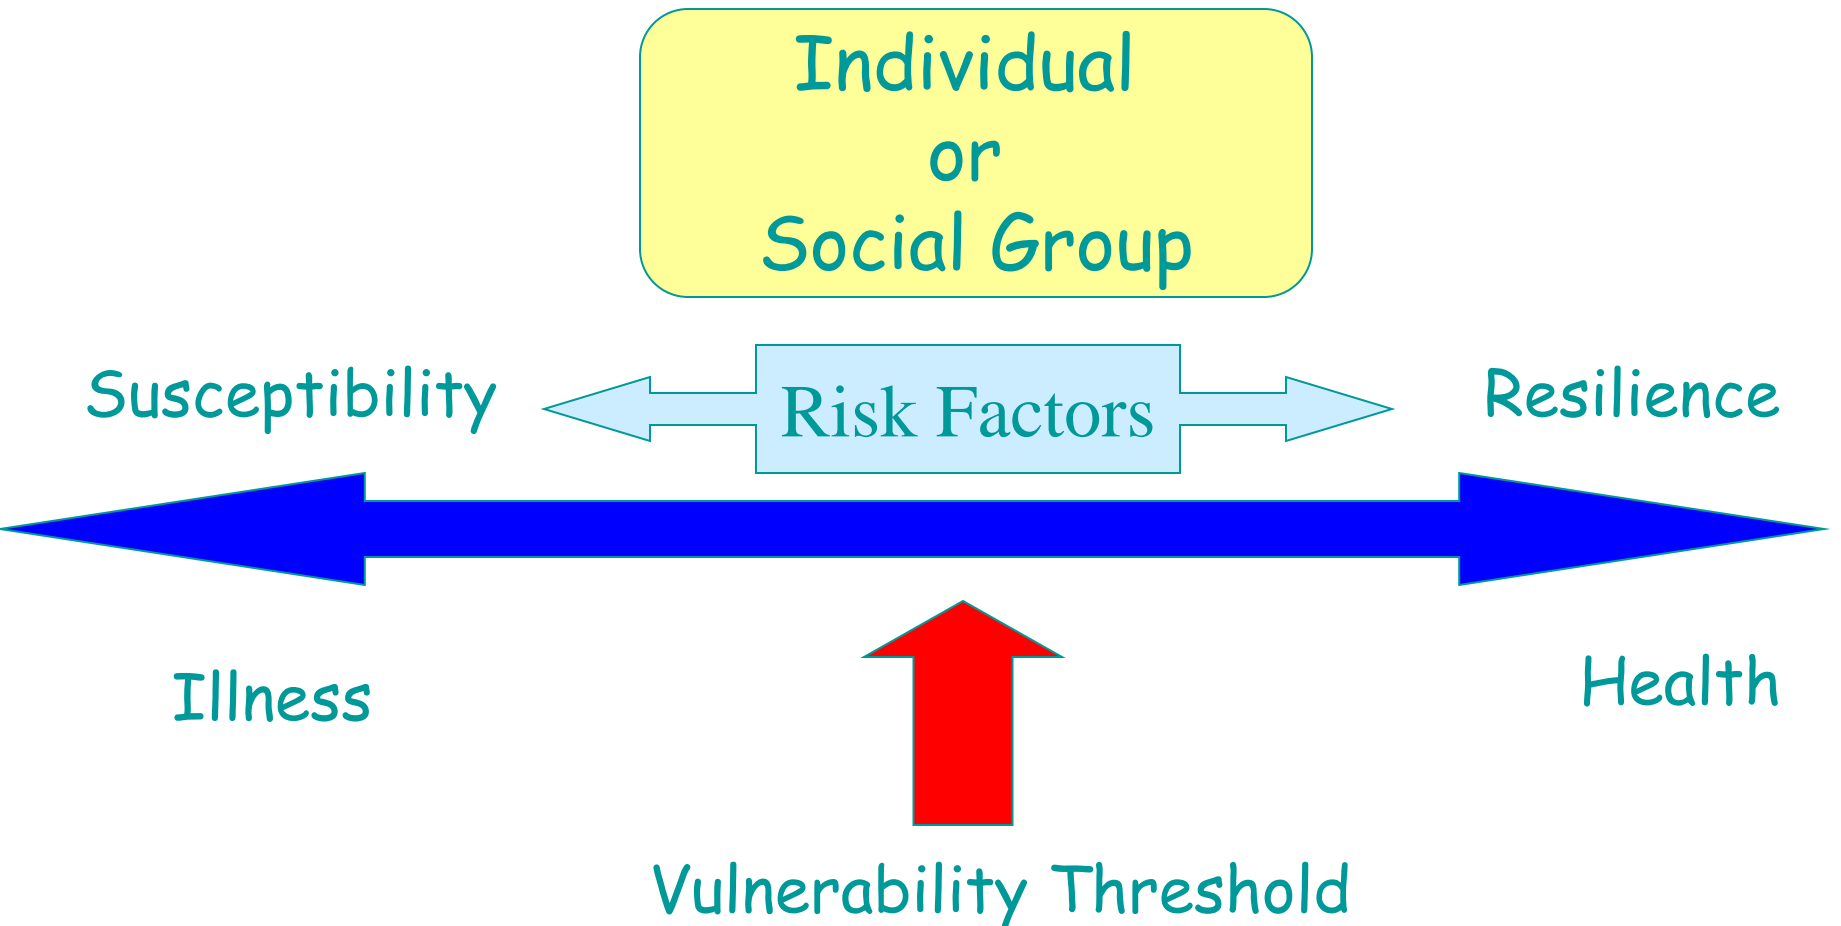 Individual
or
Social Group
Susceptibility
Risk Factors
Resilience
Illness
Health
Vulnerability Threshold